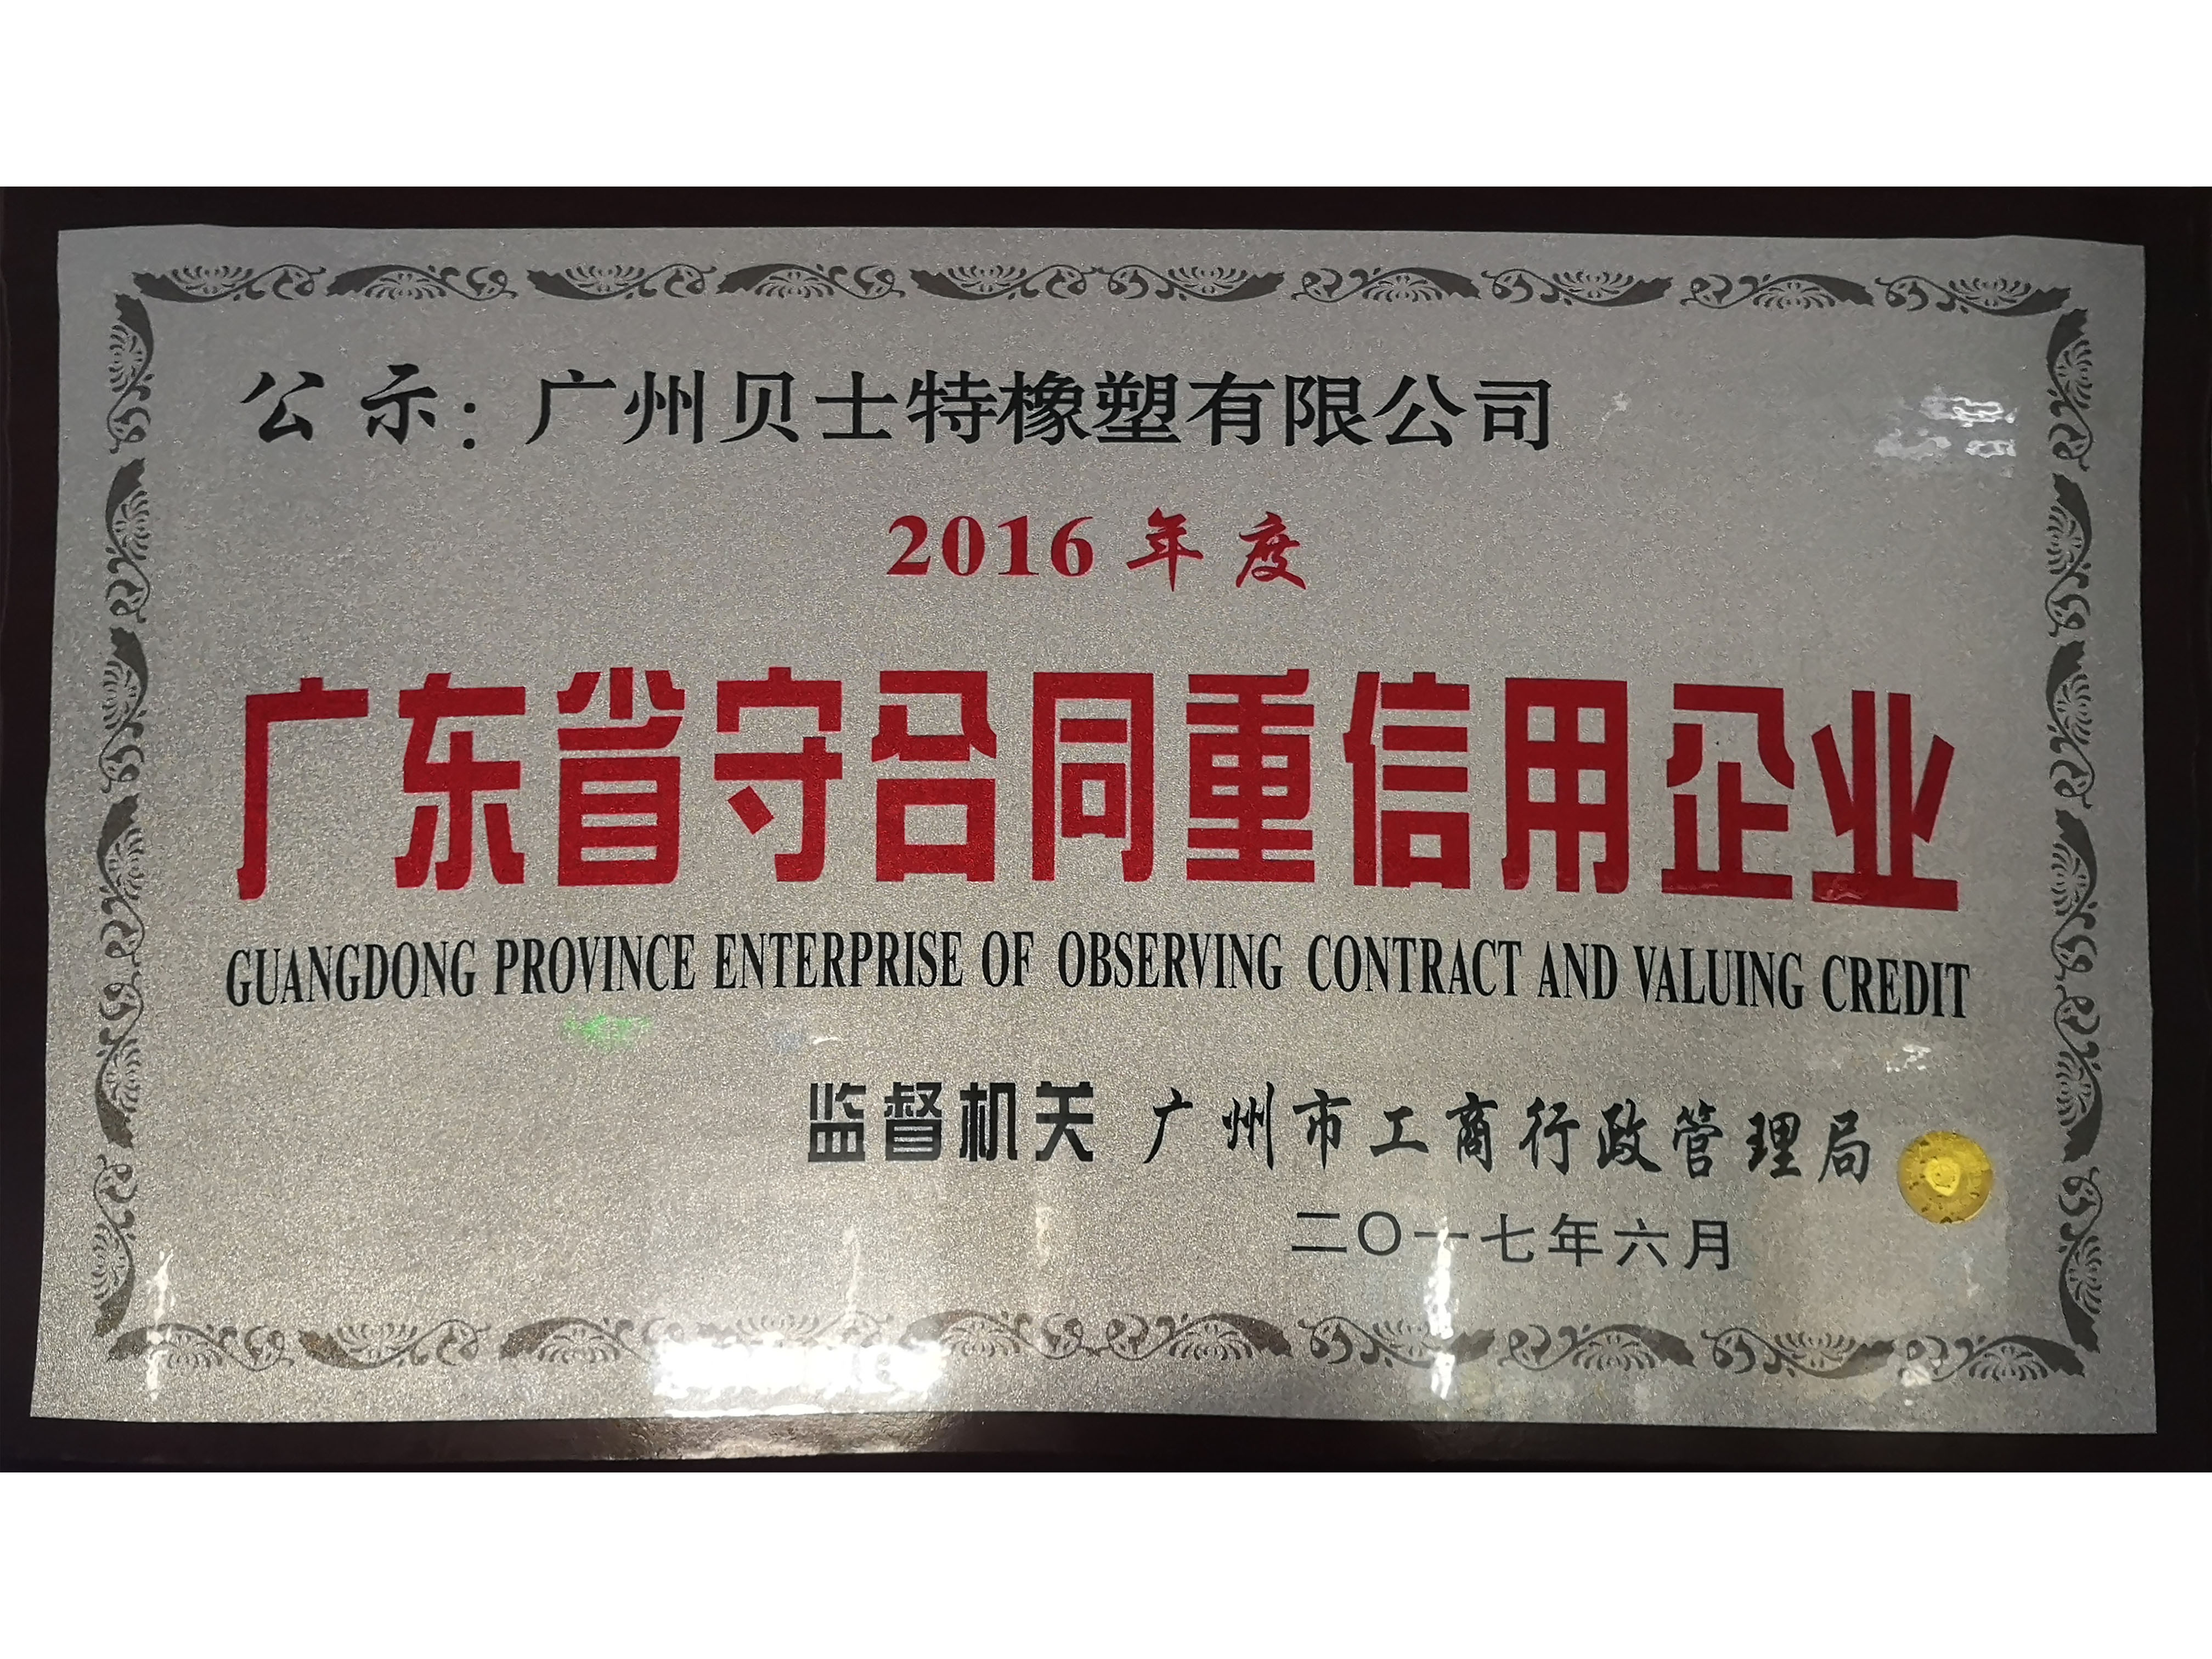 公示：广州贝士特橡塑有限公司
2016年度
广东省守合同重信用企业
GUANGDONG PROVINCE ENTERPRISE OF OBSERVING CONTRACT AND VALUING CREDIT
监督机关 广州市工商行政管理局
二〇一七年六月